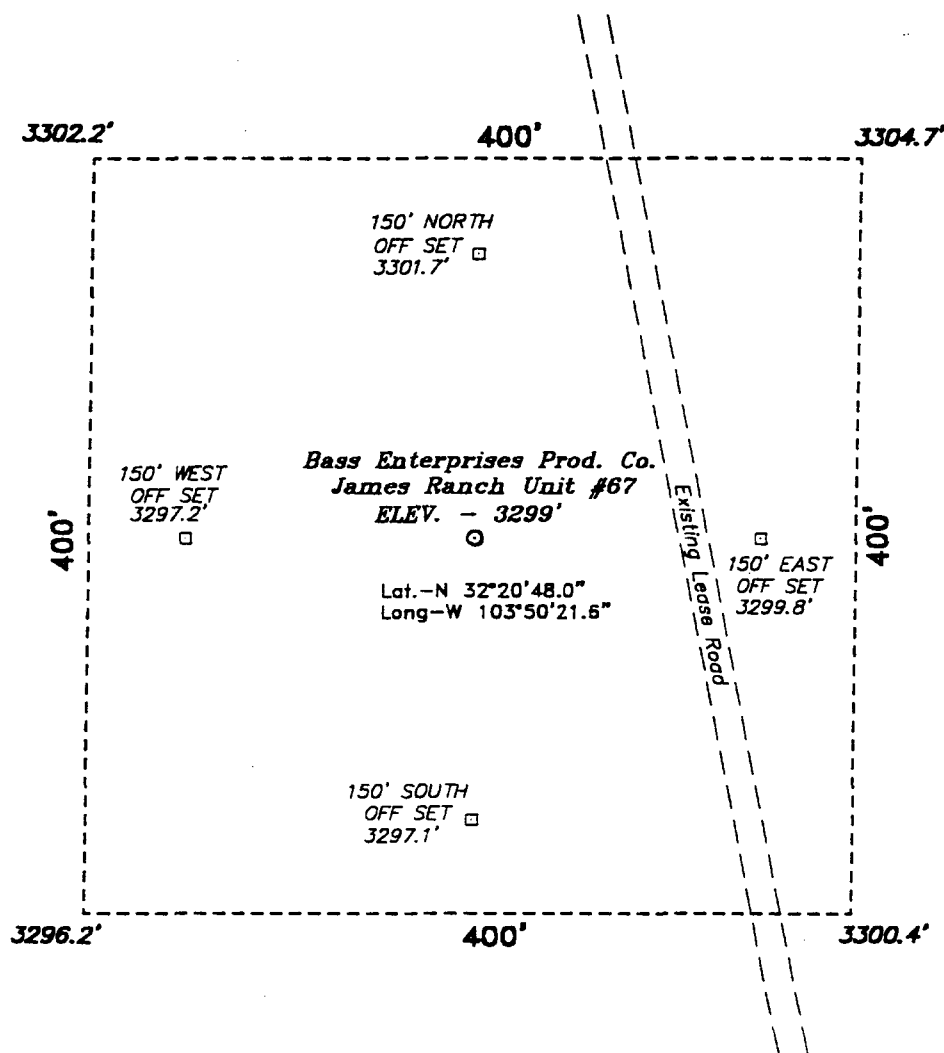 3302.2'
400'
3304.7'
150' NORTH
OFF SET
3301.7'
Bass Enterprises Prod. Co.
James Ranch Unit #67
ELEV. - 3299'
150' WEST
OFF SET
3297.2'
400'
Lat.-N 32°20'48.0"
Long-W 103°50'21.6"
Existing Lease Road
150' EAST
OFF SET
3299.8'
400'
150' SOUTH
OFF SET
3297.1'
3296.2'
400'
3300.4'